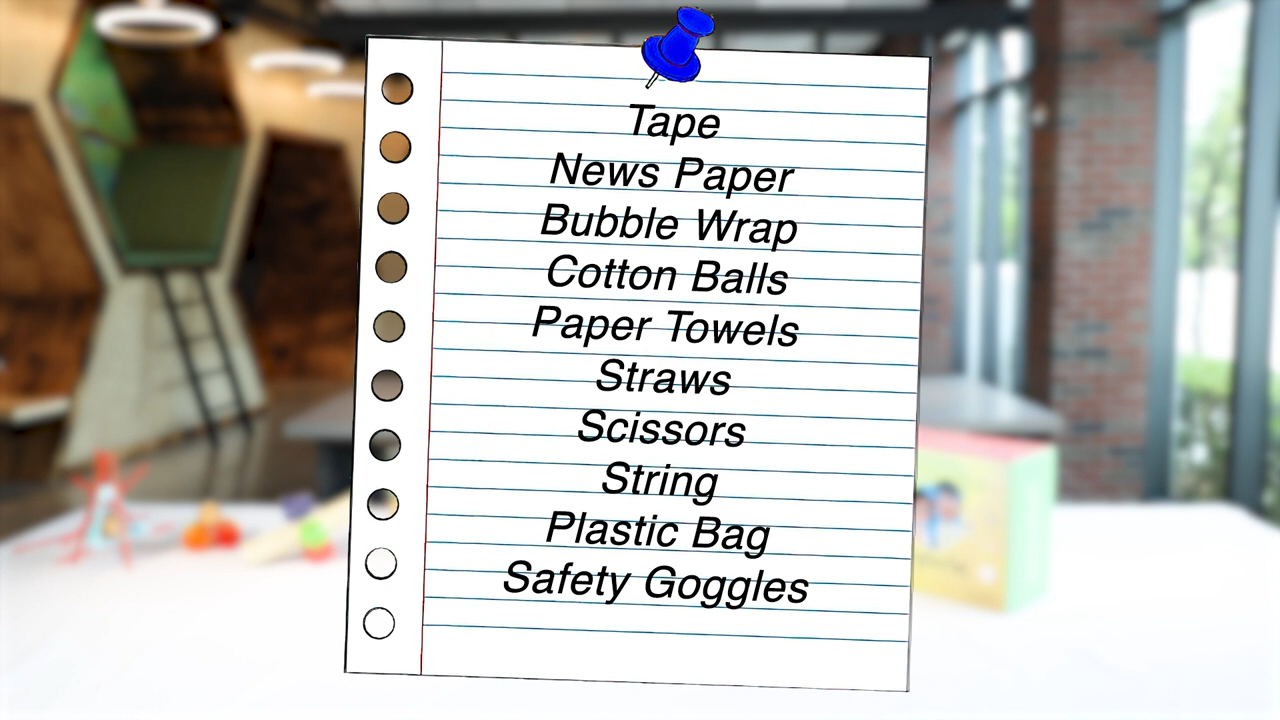 Tape
News Paper
Bubble Wrap
Cotton Balls
Paper Towels
Straws
Scissors
String
Plastic Bag
Safety Goggles